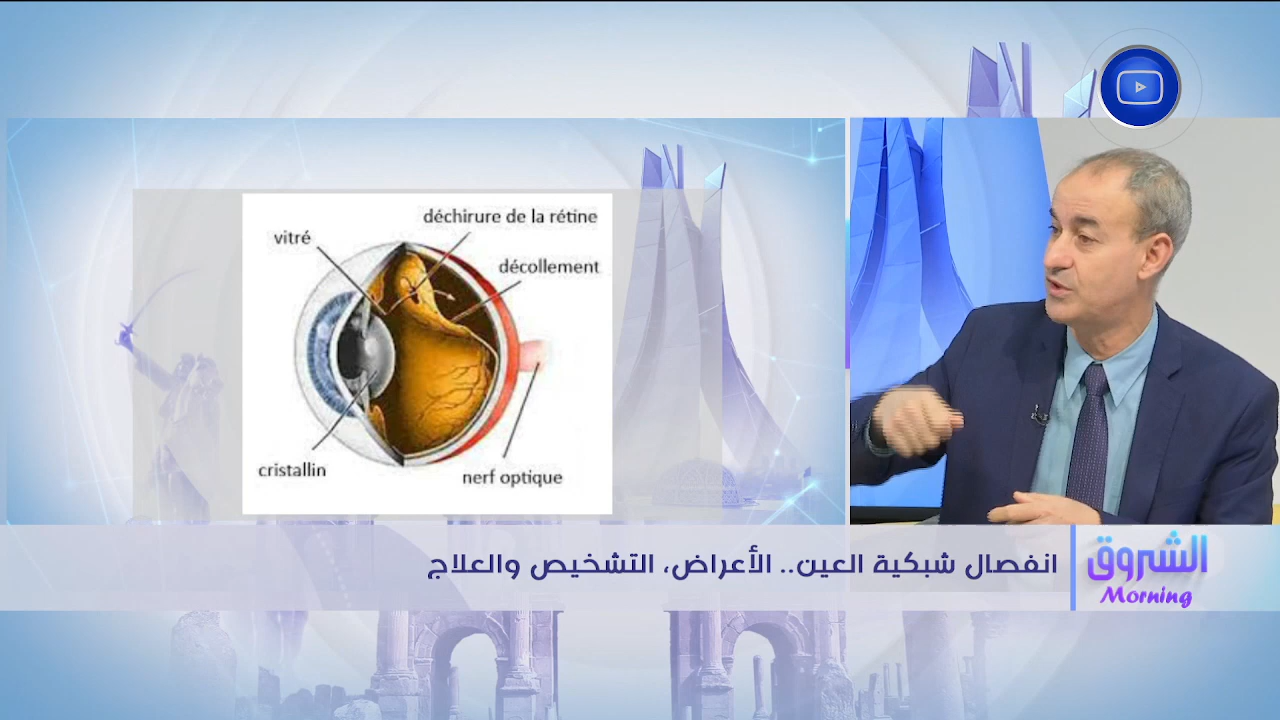 déchirure de la rétine
vitré
décollement
cristallin
nerf optique
انفصال شبكية العين.. الأعراض، التشخيص والعلاج
الشروق
Morning